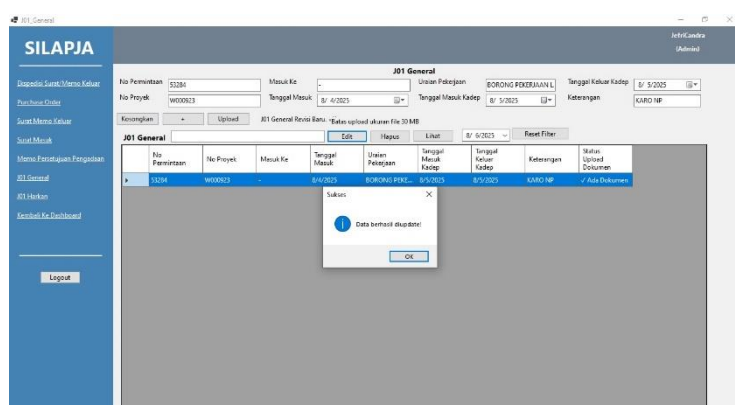 J01_General
SILAPJA
JefriCandra
(Admin)
J01 General
Ekspedisi Surat/Memo Keluar
Purchase Order
Surat Memo Keluar
Surat Masuk
Memo Persetujuan Pengadaan
J01 General
J01 Harkan
Kembali Ke Dashboard
Logout
No Permintaan 53284 Masuk Ke - Uraian Pekerjaan BORONG PEKERJAAN L Tanggal Keluar Kadep 8/ 5/2025
No Proyek W000923 Tanggal Masuk 8/ 4/2025 Tanggal Masuk Kadep 8/ 5/2025 Keterangan KARO NP
Kosongkan + Upload J01 General Revisi Baru. *Batas upload ukuran file 30 MB
J01 General Edit Hapus Lihat 8/ 6/2025 Reset Filter
No Permintaan No Proyek Masuk Ke Tanggal Masuk Uraian Pekerjaan Tanggal Masuk Kadep Tanggal Keluar Kadep Keterangan Status Upload Dokumen
53284 W000923 - 8/4/2025 BORONG PEKE... 8/5/2025 8/5/2025 KARO NP ✓ Ada Dokumen
Sukses
Data berhasil diupdate!
OK